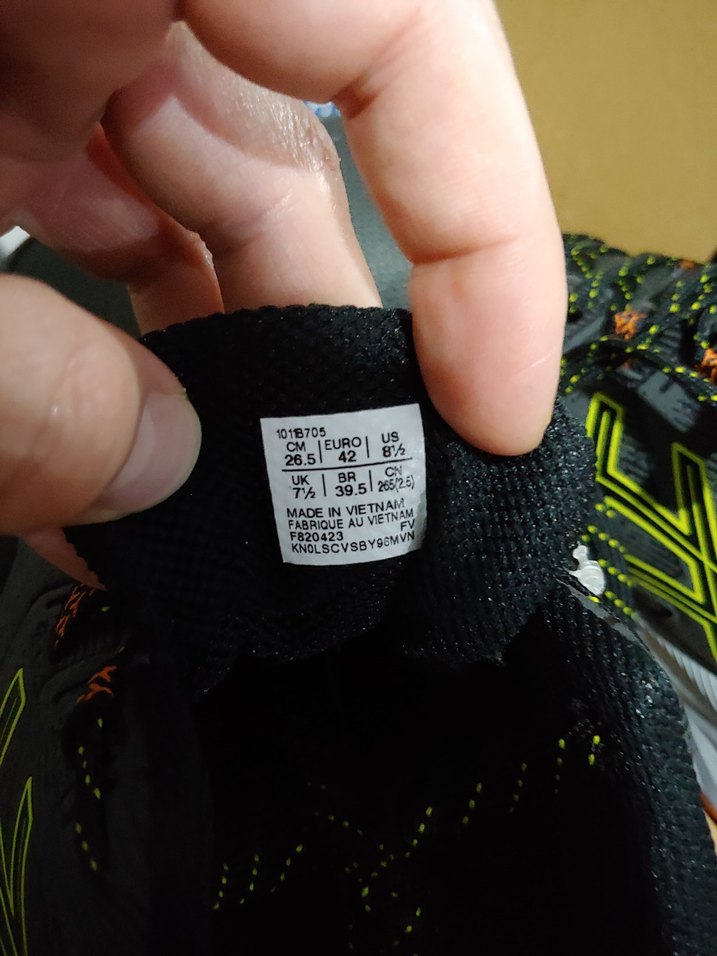 1011B705
CM 26.5 | EURO 42 | US 8½
UK 7½ | BR 39.5 | CN 265(2.5)
MADE IN VIETNAM
FABRIQUE AU VIETNAM
F820423 FV
KN0LSCVSBY96MVN